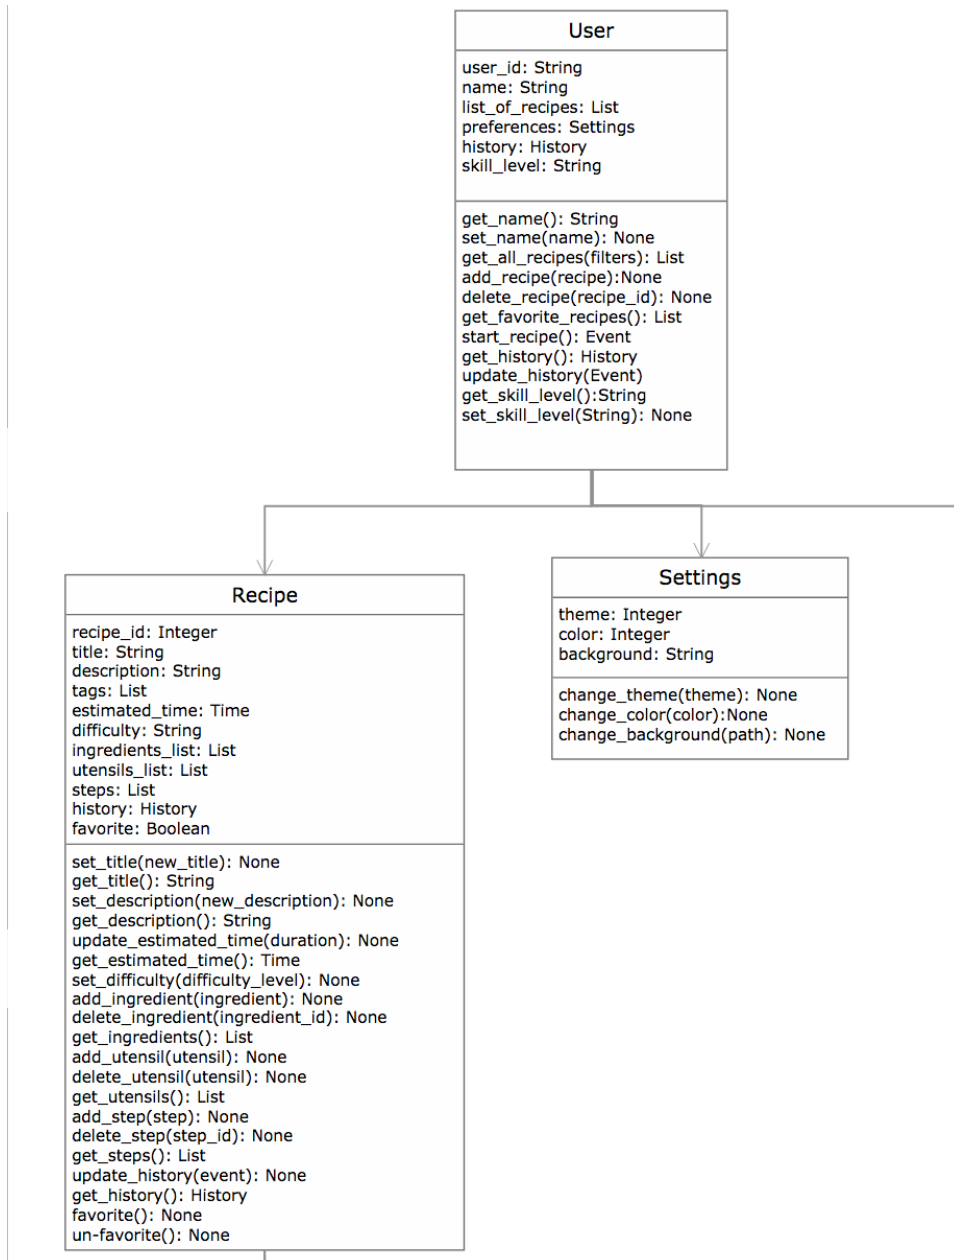 User
user_id: String
name: String
list_of_recipes: List
preferences: Settings
history: History
skill_level: String
get_name(): String
set_name(name): None
get_all_recipes(filters): List
add_recipe(recipe):None
delete_recipe(recipe_id): None
get_favorite_recipes(): List
start_recipe(): Event
get_history(): History
update_history(Event)
get_skill_level():String
set_skill_level(String): None
Recipe
recipe_id: Integer
title: String
description: String
tags: List
estimated_time: Time
difficulty: String
ingredients_list: List
utensils_list: List
steps: List
history: History
favorite: Boolean
set_title(new_title): None
get_title(): String
set_description(new_description): None
get_description(): String
update_estimated_time(duration): None
get_estimated_time(): Time
set_difficulty(difficulty_level): None
add_ingredient(ingredient): None
delete_ingredient(ingredient_id): None
get_ingredients(): List
add_utensil(utensil): None
delete_utensil(utensil): None
get_utensils(): List
add_step(step): None
delete_step(step_id): None
get_steps(): List
update_history(event): None
get_history(): History
favorite(): None
un-favorite(): None
Settings
theme: Integer
color: Integer
background: String
change_theme(theme): None
change_color(color):None
change_background(path): None